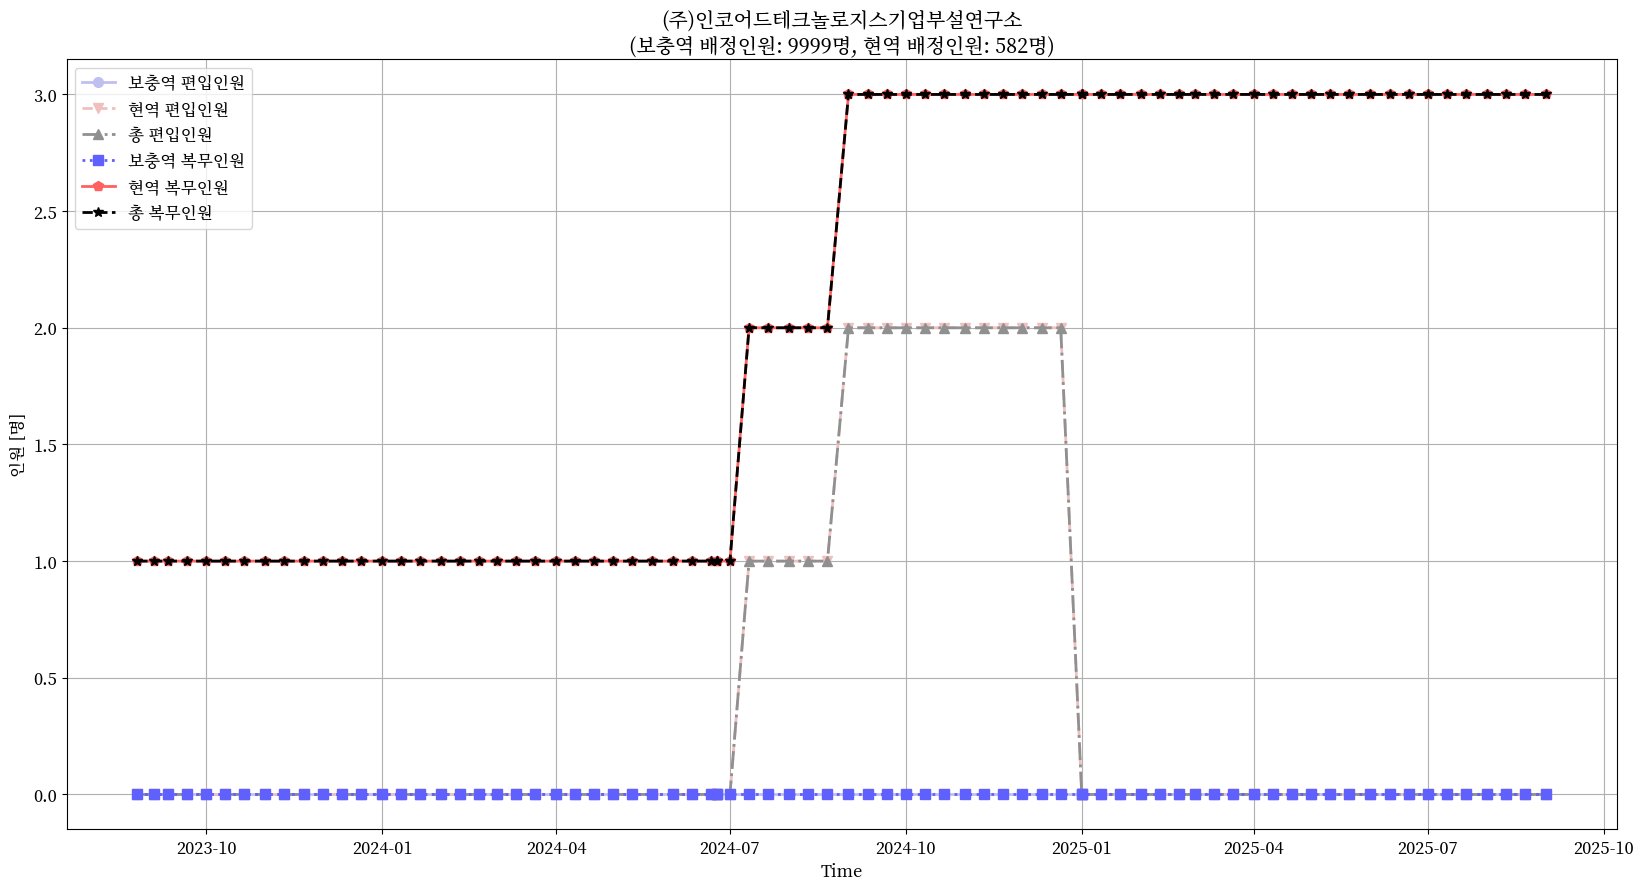 (주)인코어드테크놀로지스기업부설연구소
(보충역 배정인원: 9999명, 현역 배정인원: 582명)
보충역 편입인원
현역 편입인원
총 편입인원
보충역 복무인원
현역 복무인원
총 복무인원
인원 [명]
3.0
2.5
2.0
1.5
1.0
0.5
0.0
2023-10
2024-01
2024-04
2024-07
2024-10
2025-01
2025-04
2025-07
2025-10
Time